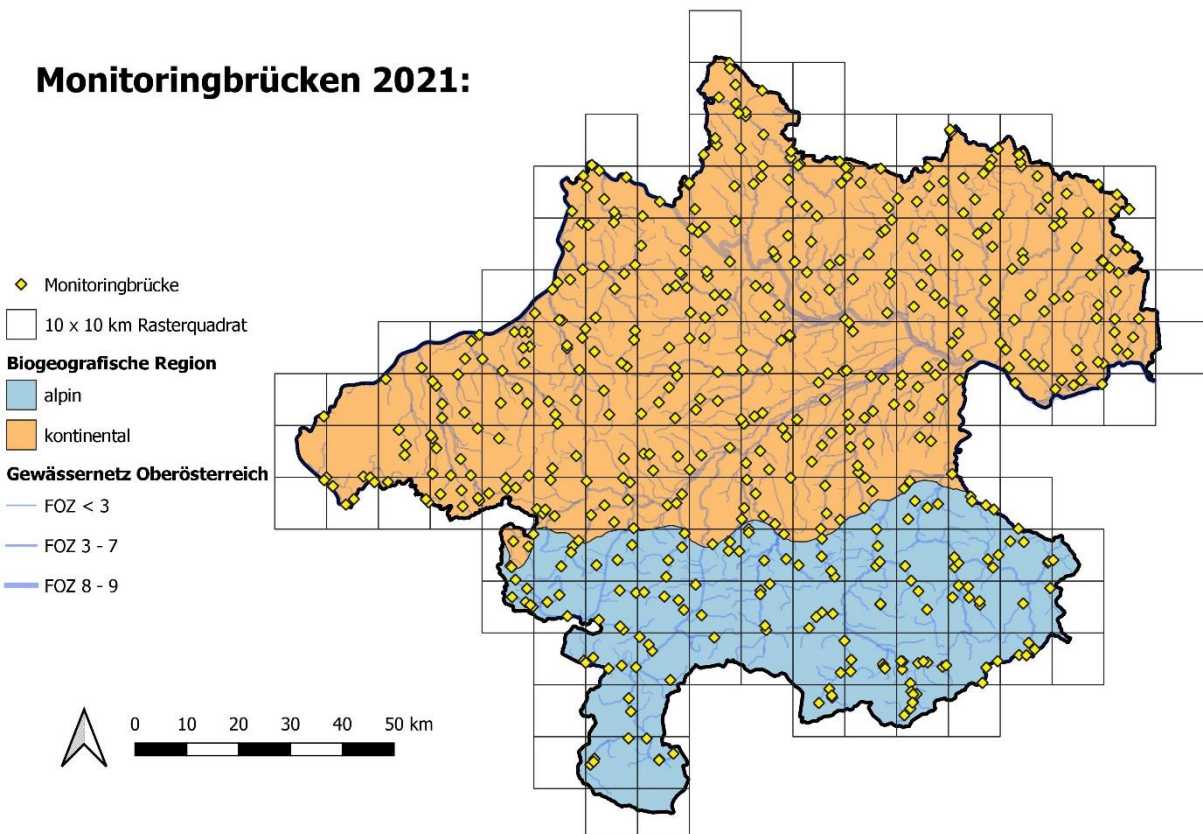 Monitoringbrücken 2021:
Monitoringbrücke
10 x 10 km Rasterquadrat
Biogeografische Region
alpin
kontinental
Gewässernetz Oberösterreich
FOZ < 3
FOZ 3 - 7
FOZ 8 - 9
0 10 20 30 40 50 km